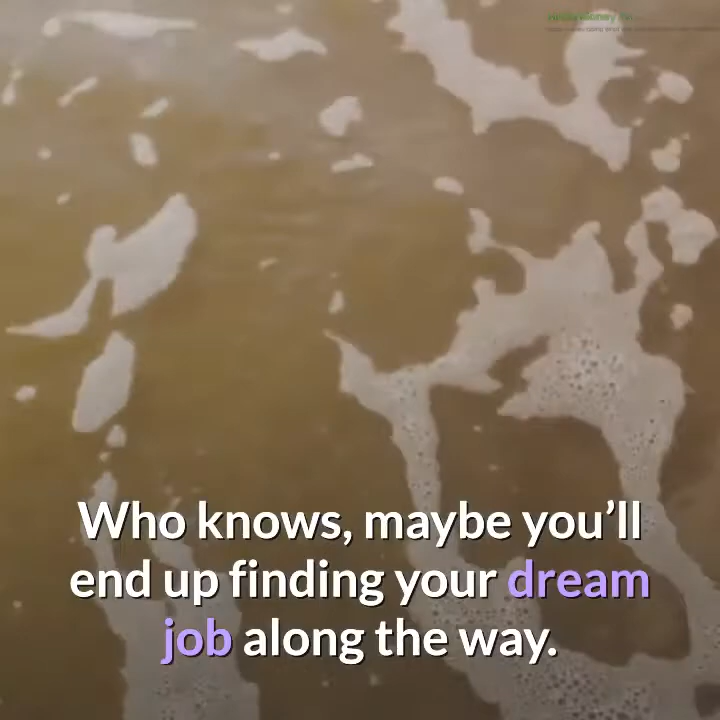 Who knows, maybe you’ll
end up finding your dream
job along the way.